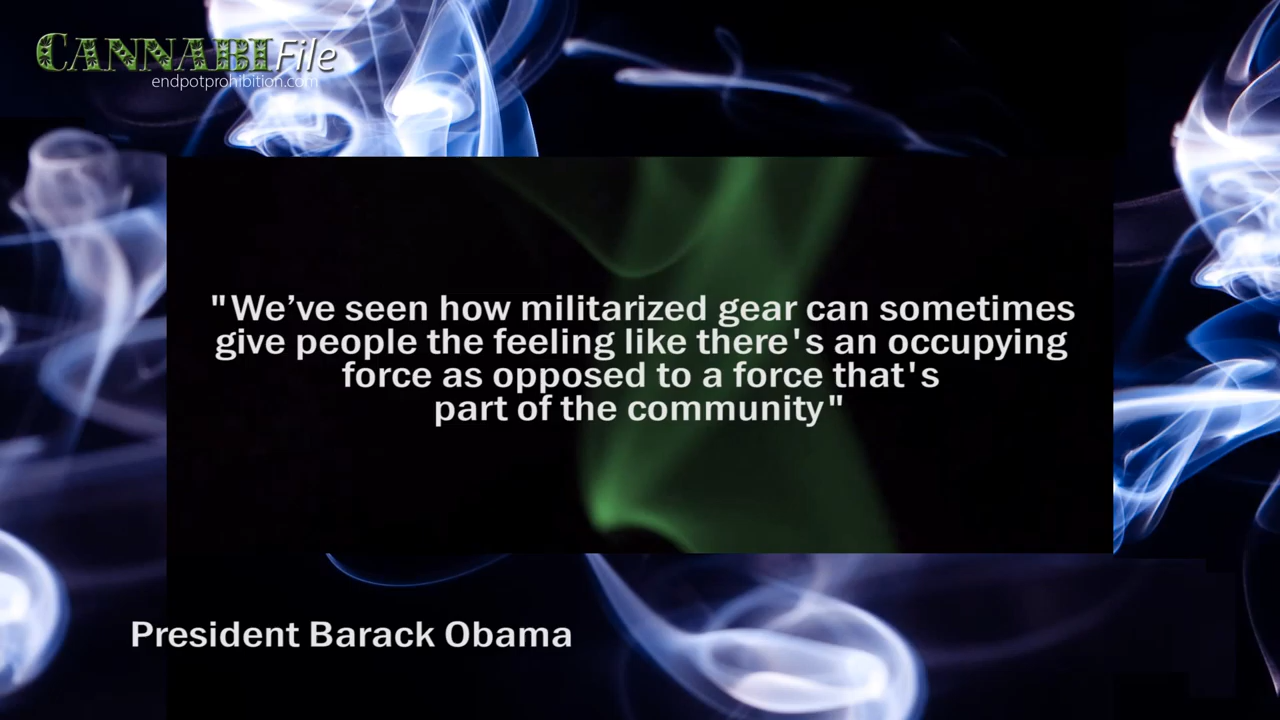 CANNABIFile
endpotprohibition.com
"We’ve seen how militarized gear can sometimes
give people the feeling like there's an occupying
force as opposed to a force that's
part of the community"
President Barack Obama